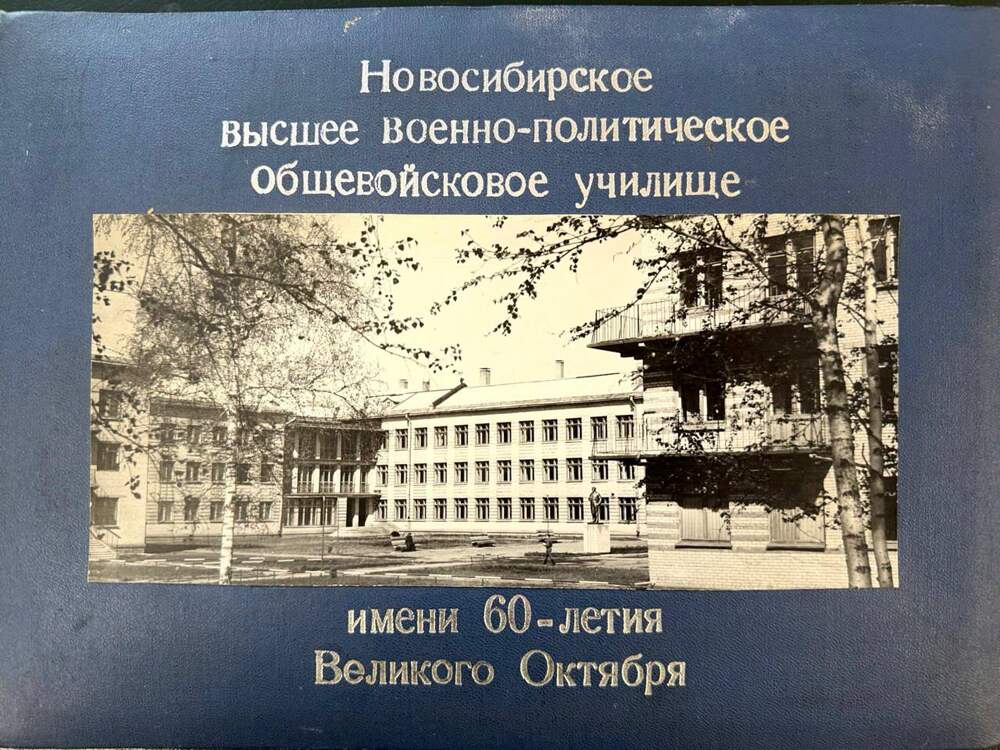 Новосибирское
высшее военно-политическое
общевойсковое училище
имени 60-летия
Великого Октября